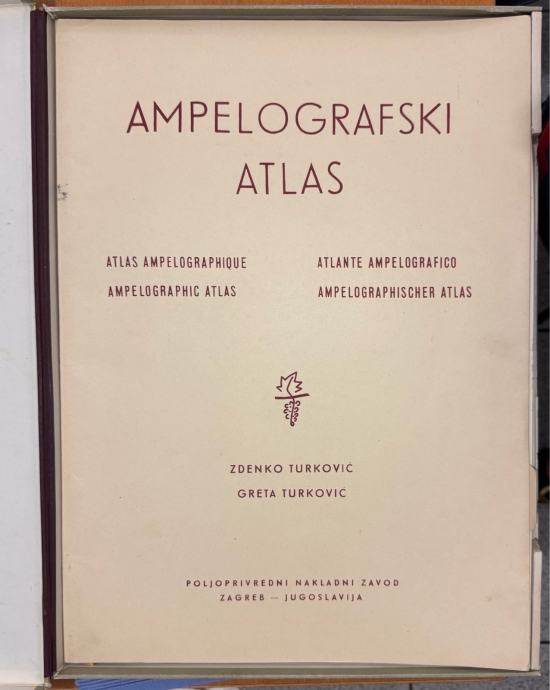 AMPELOGRAFSKI
ATLAS
ATLAS AMPELOGRAPHIQUE
AMPELOGRAPHIC ATLAS
ATLANTE AMPELOGRAFICO
AMPELOGRAPHISCHER ATLAS
ZDENKO TURKOVIĆ
GRETA TURKOVIĆ
POLJOPRIVREDNI NAKLADNI ZAVOD
ZAGREB — JUGOSLAVIJA